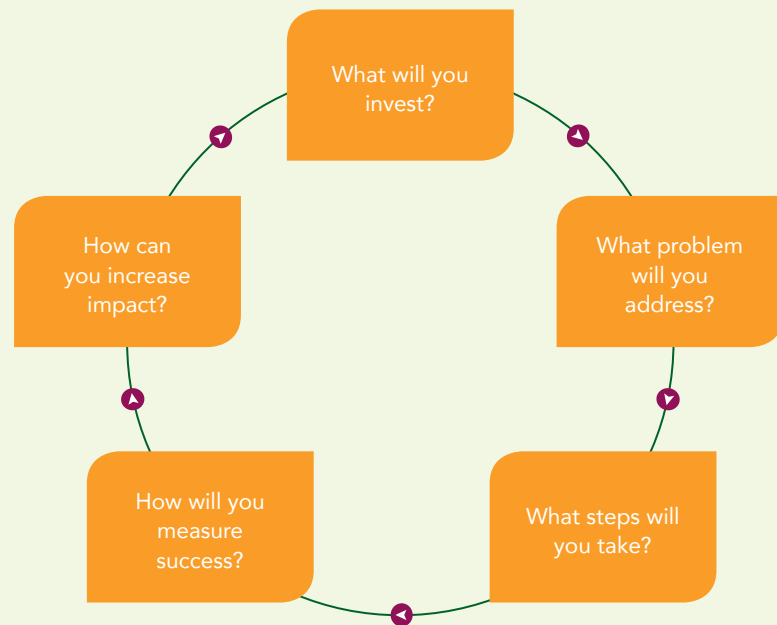 What will you
invest?
What problem
will you
address?
What steps will
you take?
How will you
measure
success?
How can
you increase
impact?